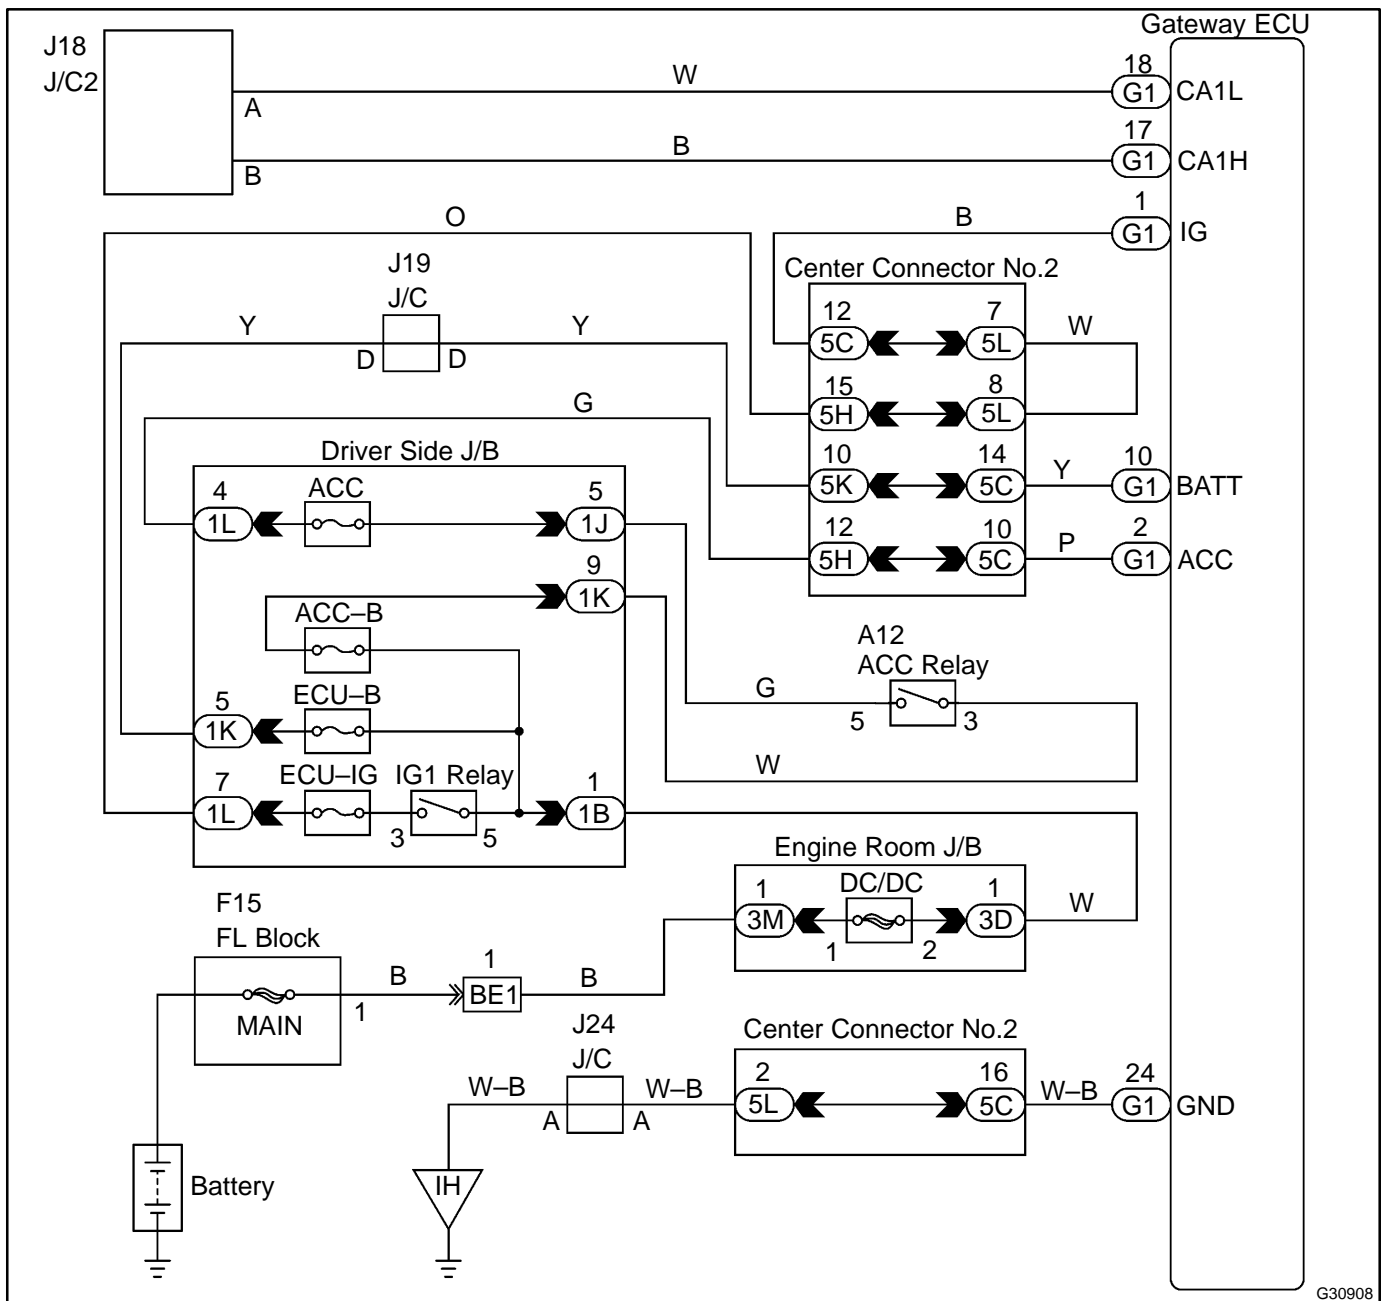 Gateway ECU
J18
J/C2
A
W
18
G1
CA1L
B
B
17
G1
CA1H
O
B
1
G1
IG
J19
J/C
Y
D
D
Y
Center Connector No.2
12
5C
7
5L
W
15
5H
8
5L
G
10
5K
14
5C
Y
10
G1
BATT
12
5H
10
5C
P
2
G1
ACC
Driver Side J/B
4
1L
ACC
5
1J
9
1K
ACC–B
5
1K
ECU–B
7
1L
ECU–IG
IG1 Relay
3
5
1
1B
A12
ACC Relay
G
5
3
W
Engine Room J/B
1
3M
DC/DC
1
2
1
3D
W
F15
FL Block
MAIN
1
B
1
BE1
B
J24
J/C
W–B
A
A
W–B
Center Connector No.2
2
5L
16
5C
W–B
24
G1
GND
Battery
IH
G30908